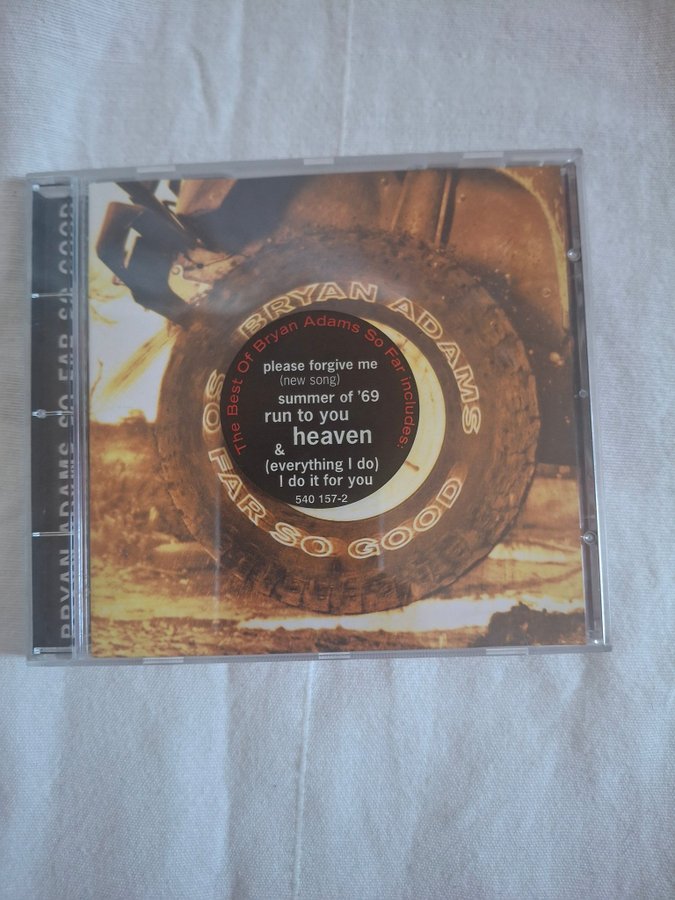 BRYAN ADAMS SO FAR SO GOOD
BRYAN ADAMS
SO FAR SO GOOD
The Best Of Bryan Adams So Far includes:
please forgive me
(new song)
summer of '69
run to you
heaven
&
(everything I do)
I do it for you
540 157-2